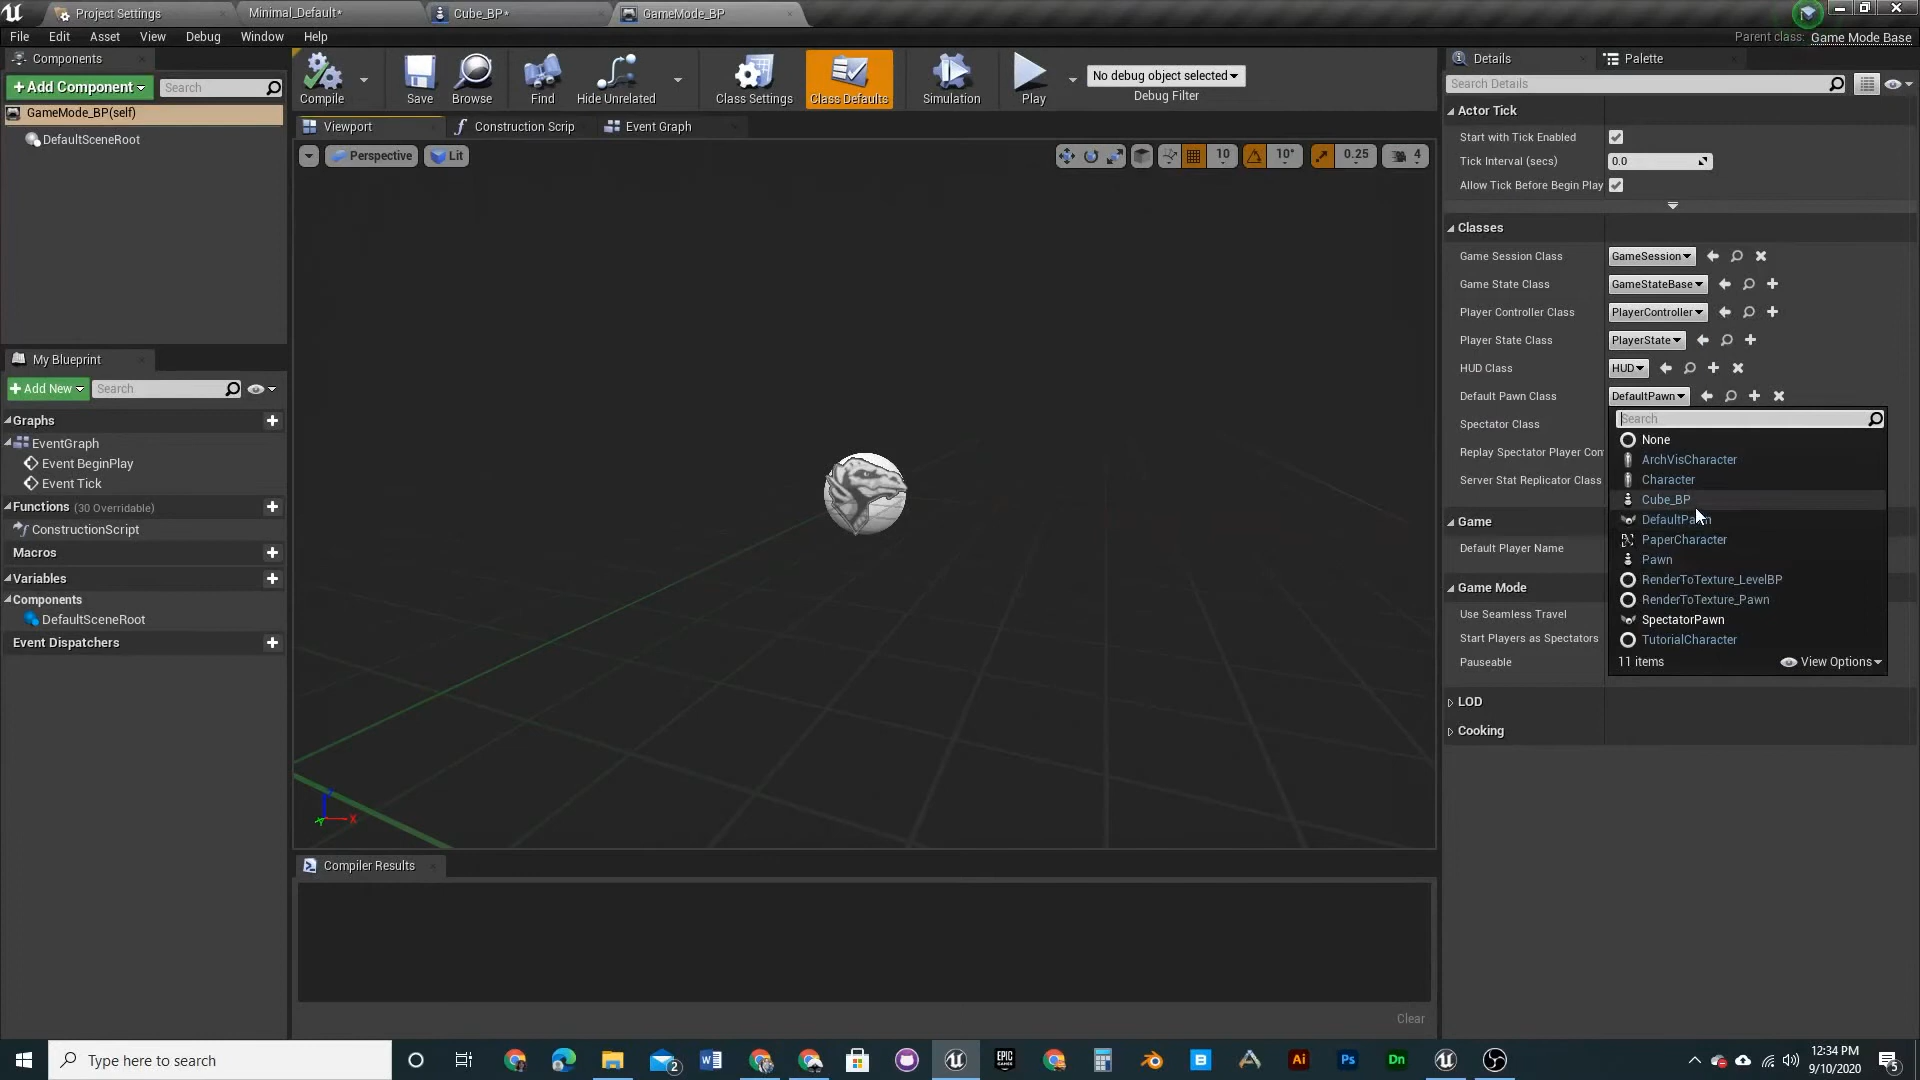 Project Settings
Minimal_Default*
Cube_BP*
GameMode_BP
File
Edit
Asset
View
Debug
Window
Help
Parent class: Game Mode Base
Components
+Add Component
Search
GameMode_BP(self)
DefaultSceneRoot
My Blueprint
+Add New
Search
Graphs
EventGraph
Event BeginPlay
Event Tick
Functions (30 Overridable)
ConstructionScript
Macros
Variables
Components
DefaultSceneRoot
Event Dispatchers
Compile
Save
Browse
Find
Hide Unrelated
Class Settings
Class Defaults
Simulation
Play
No debug object selected
Debug Filter
Viewport
Construction Scrip
Event Graph
Perspective
Lit
10
10°
0.25
4
X
Compiler Results
Clear
Details
Palette
Search Details
Actor Tick
Start with Tick Enabled
Tick Interval (secs)
0.0
Allow Tick Before Begin Play
Classes
Game Session Class
GameSession
Game State Class
GameStateBase
Player Controller Class
PlayerController
Player State Class
PlayerState
HUD Class
HUD
Default Pawn Class
DefaultPawn
Spectator Class
Replay Spectator Player Con
Server Stat Replicator Class
Game
Default Player Name
Game Mode
Use Seamless Travel
Start Players as Spectators
Pauseable
LOD
Cooking
Search
None
ArchVisCharacter
Character
Cube_BP
DefaultPawn
PaperCharacter
Pawn
RenderToTexture_LevelBP
RenderToTexture_Pawn
SpectatorPawn
TutorialCharacter
11 items
View Options
Type here to search
2
EPIC GAMES
Ai
Ps
Dn
12:34 PM
9/10/2020
5